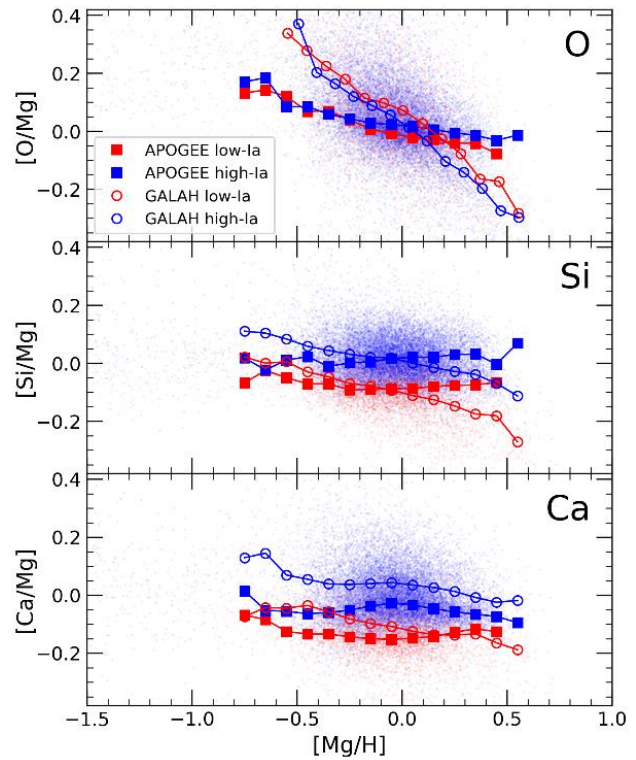 0.4
0.2
0.0
−0.2
[O/Mg]
O
APOGEE low-Ia
APOGEE high-Ia
GALAH low-Ia
GALAH high-Ia
0.4
0.2
0.0
−0.2
[Si/Mg]
Si
0.4
0.2
0.0
−0.2
[Ca/Mg]
Ca
−1.5 −1.0 −0.5 0.0 0.5 1.0
[Mg/H]